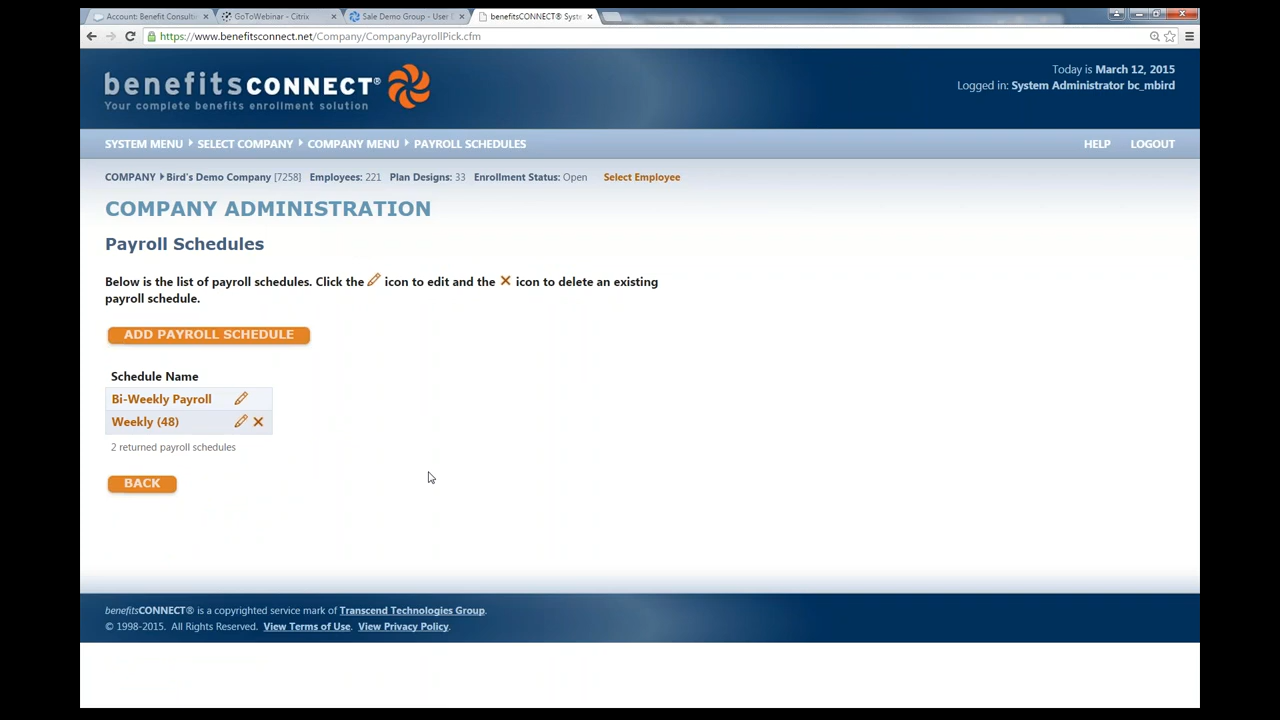 Account: Benefit Consulti
GoToWebinar - Citrix
Sale Demo Group - User D
benefitsCONNECT® Syste
https://www.benefitsconnect.net/Company/CompanyPayrollPick.cfm
benefitsCONNECT®
Your complete benefits enrollment solution
Today is March 12, 2015
Logged in: System Administrator bc_mbird
SYSTEM MENU SELECT COMPANY COMPANY MENU PAYROLL SCHEDULES HELP LOGOUT
COMPANY Bird's Demo Company [7258] Employees: 221 Plan Designs: 33 Enrollment Status: Open Select Employee
COMPANY ADMINISTRATION
Payroll Schedules
Below is the list of payroll schedules. Click the icon to edit and the icon to delete an existing
payroll schedule.
ADD PAYROLL SCHEDULE
Schedule Name
Bi-Weekly Payroll
Weekly (48)
2 returned payroll schedules
BACK
benefitsCONNECT® is a copyrighted service mark of Transcend Technologies Group.
© 1998-2015. All Rights Reserved. View Terms of Use. View Privacy Policy.